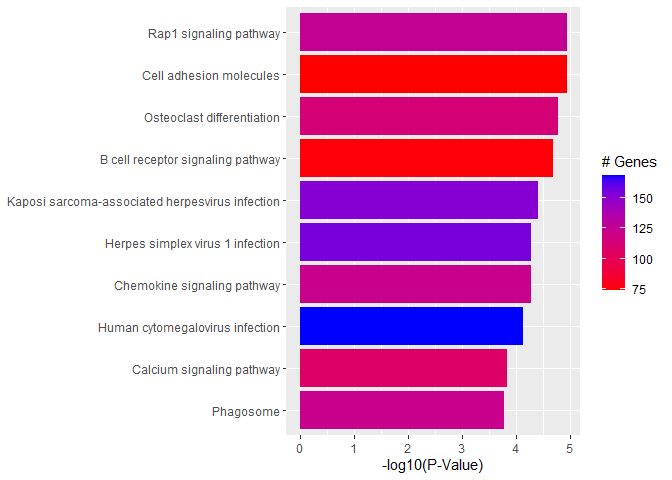 Rap1 signaling pathway
Cell adhesion molecules
Osteoclast differentiation
B cell receptor signaling pathway
Kaposi sarcoma-associated herpesvirus infection
Herpes simplex virus 1 infection
Chemokine signaling pathway
Human cytomegalovirus infection
Calcium signaling pathway
Phagosome
0 1 2 3 4 5
-log10(P-Value)
# Genes
150
125
100
75